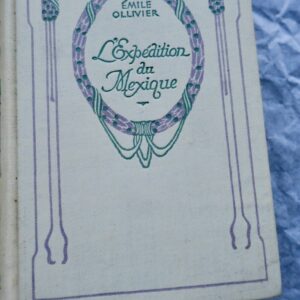 ÉMILE
OLLIVIER
L'Expédition
du
Mexique